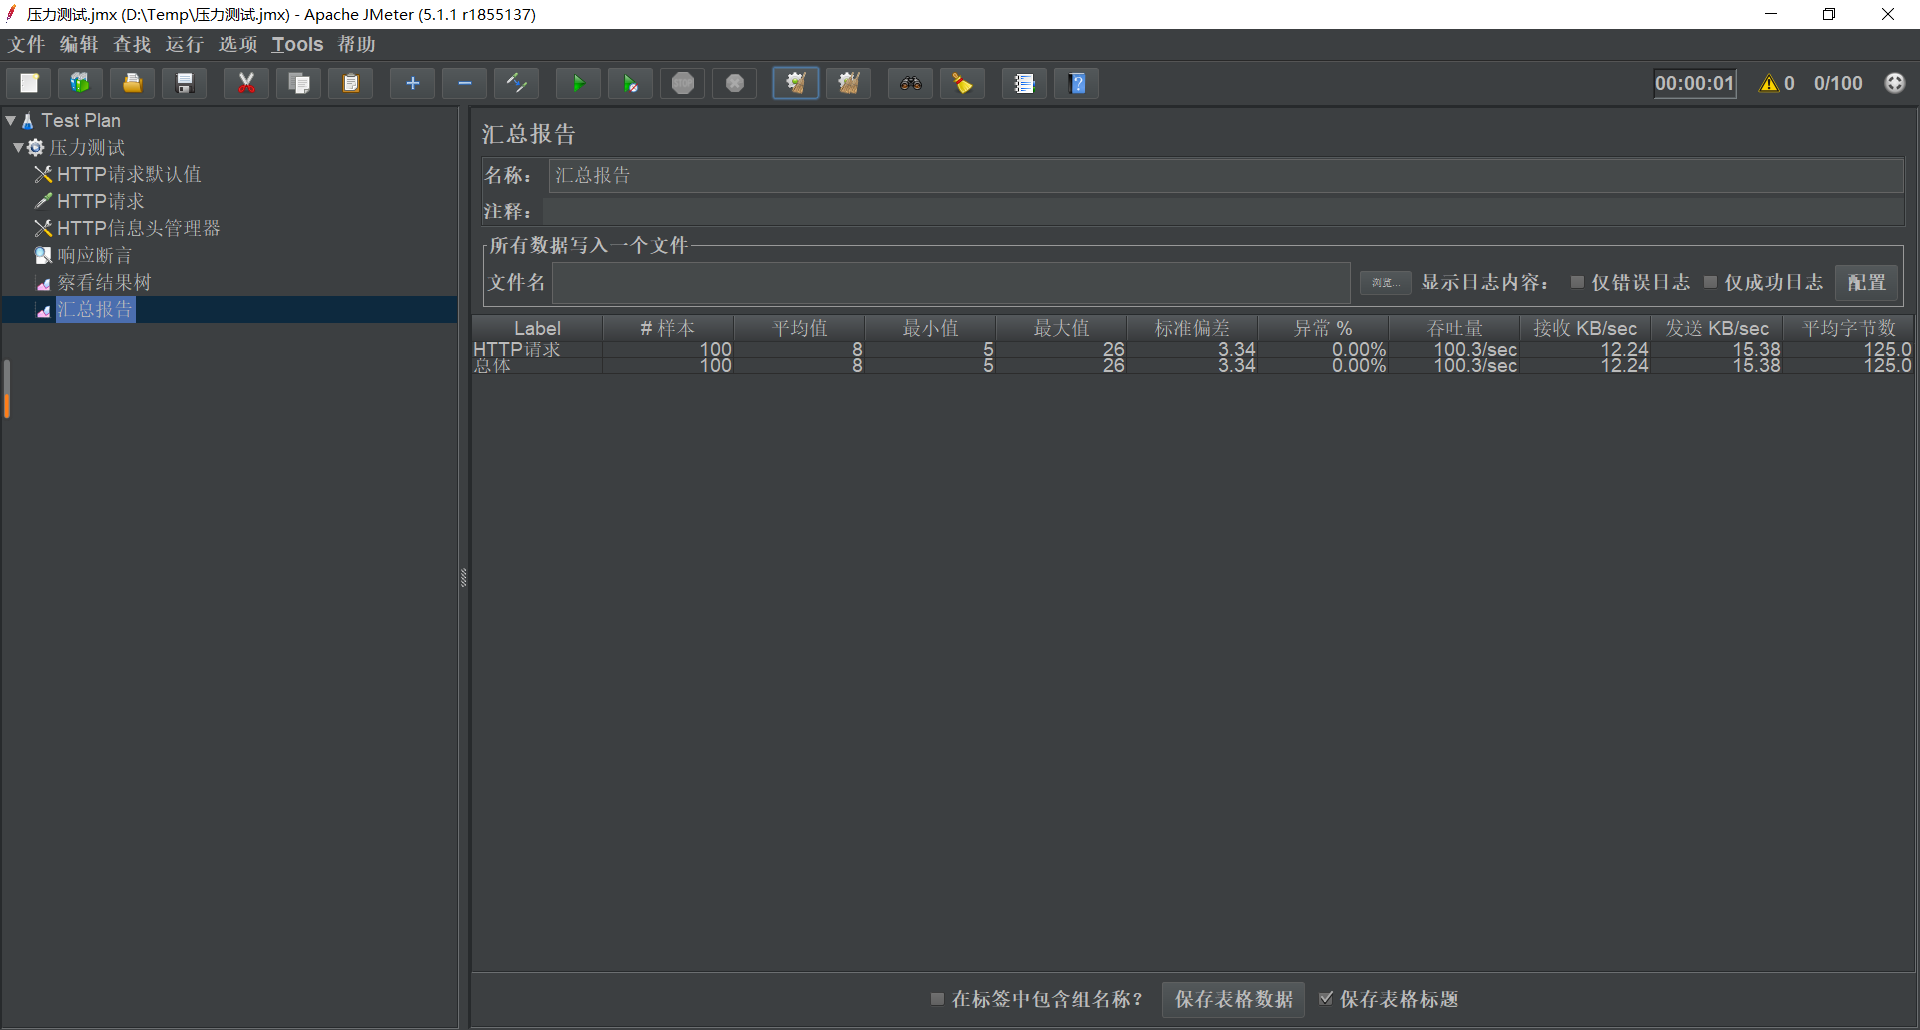 压力测试.jmx (D:\Temp\压力测试.jmx) - Apache JMeter (5.1.1 r1855137)
文件 编辑 查找 运行 选项 Tools 帮助
00:00:01 0 0/100
Test Plan
压力测试
HTTP请求默认值
HTTP请求
HTTP信息头管理器
响应断言
察看结果树
汇总报告
汇总报告
名称： 汇总报告
注释：
所有数据写入一个文件
文件名 浏览... 显示日志内容： 仅错误日志 仅成功日志 配置
Label # 样本 平均值 最小值 最大值 标准偏差 异常 % 吞吐量 接收 KB/sec 发送 KB/sec 平均字节数
HTTP请求 100 8 5 26 3.34 0.00% 100.3/sec 12.24 15.38 125.0
总体 100 8 5 26 3.34 0.00% 100.3/sec 12.24 15.38 125.0
在标签中包含组名称? 保存表格数据 保存表格标题